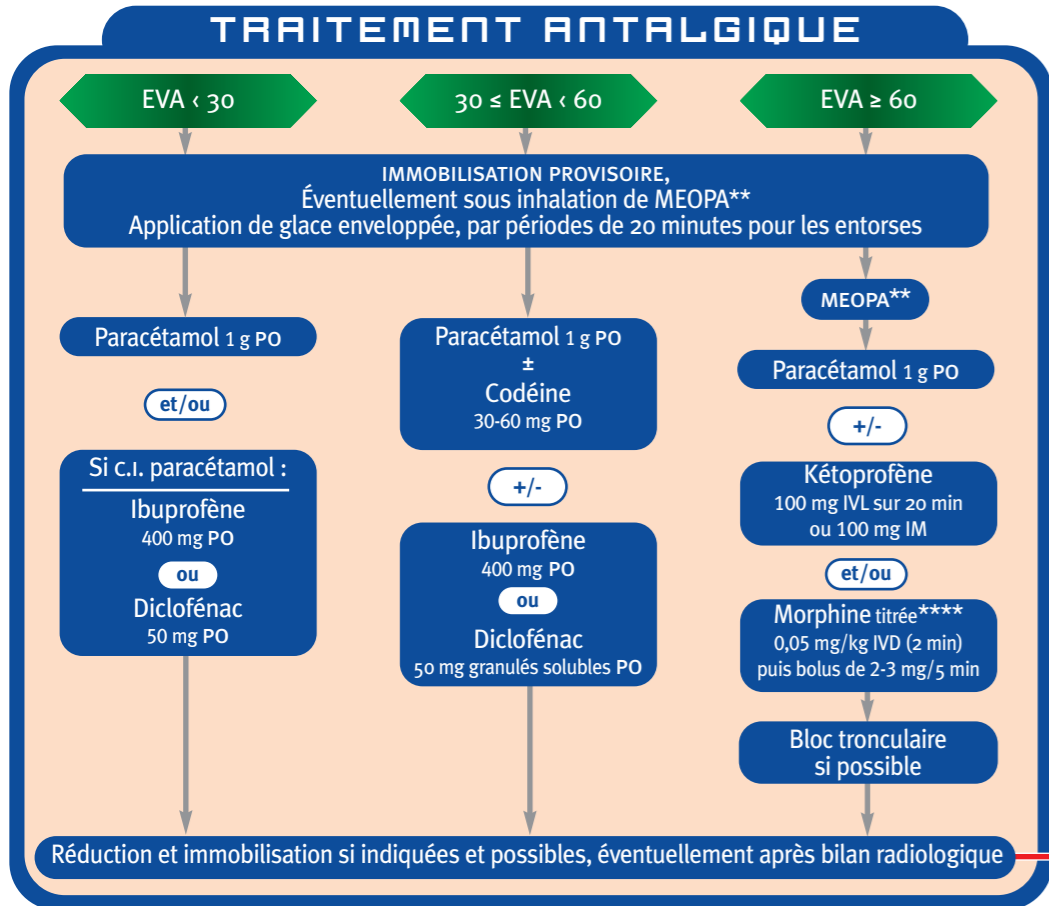 TRAITEMENT ANTALGIQUE
EVA < 30
30 ≤ EVA < 60
EVA ≥ 60
IMMOBILISATION PROVISOIRE,
Éventuellement sous inhalation de MEOPA**
Application de glace enveloppée, par périodes de 20 minutes pour les entorses
Paracétamol 1 g PO
et/ou
Si C.I. paracétamol :
Ibuprofène
400 mg PO
ou
Diclofénac
50 mg PO
Paracétamol 1 g PO
±
Codéine
30-60 mg PO
+/-
Ibuprofène
400 mg PO
ou
Diclofénac
50 mg granulés solubles PO
MEOPA**
Paracétamol 1 g PO
+/-
Kétoprofène
100 mg IVL sur 20 min
ou 100 mg IM
et/ou
Morphine titrée****
0,05 mg/kg IVD (2 min)
puis bolus de 2-3 mg/5 min
Bloc tronculaire
si possible
Réduction et immobilisation si indiquées et possibles, éventuellement après bilan radiologique